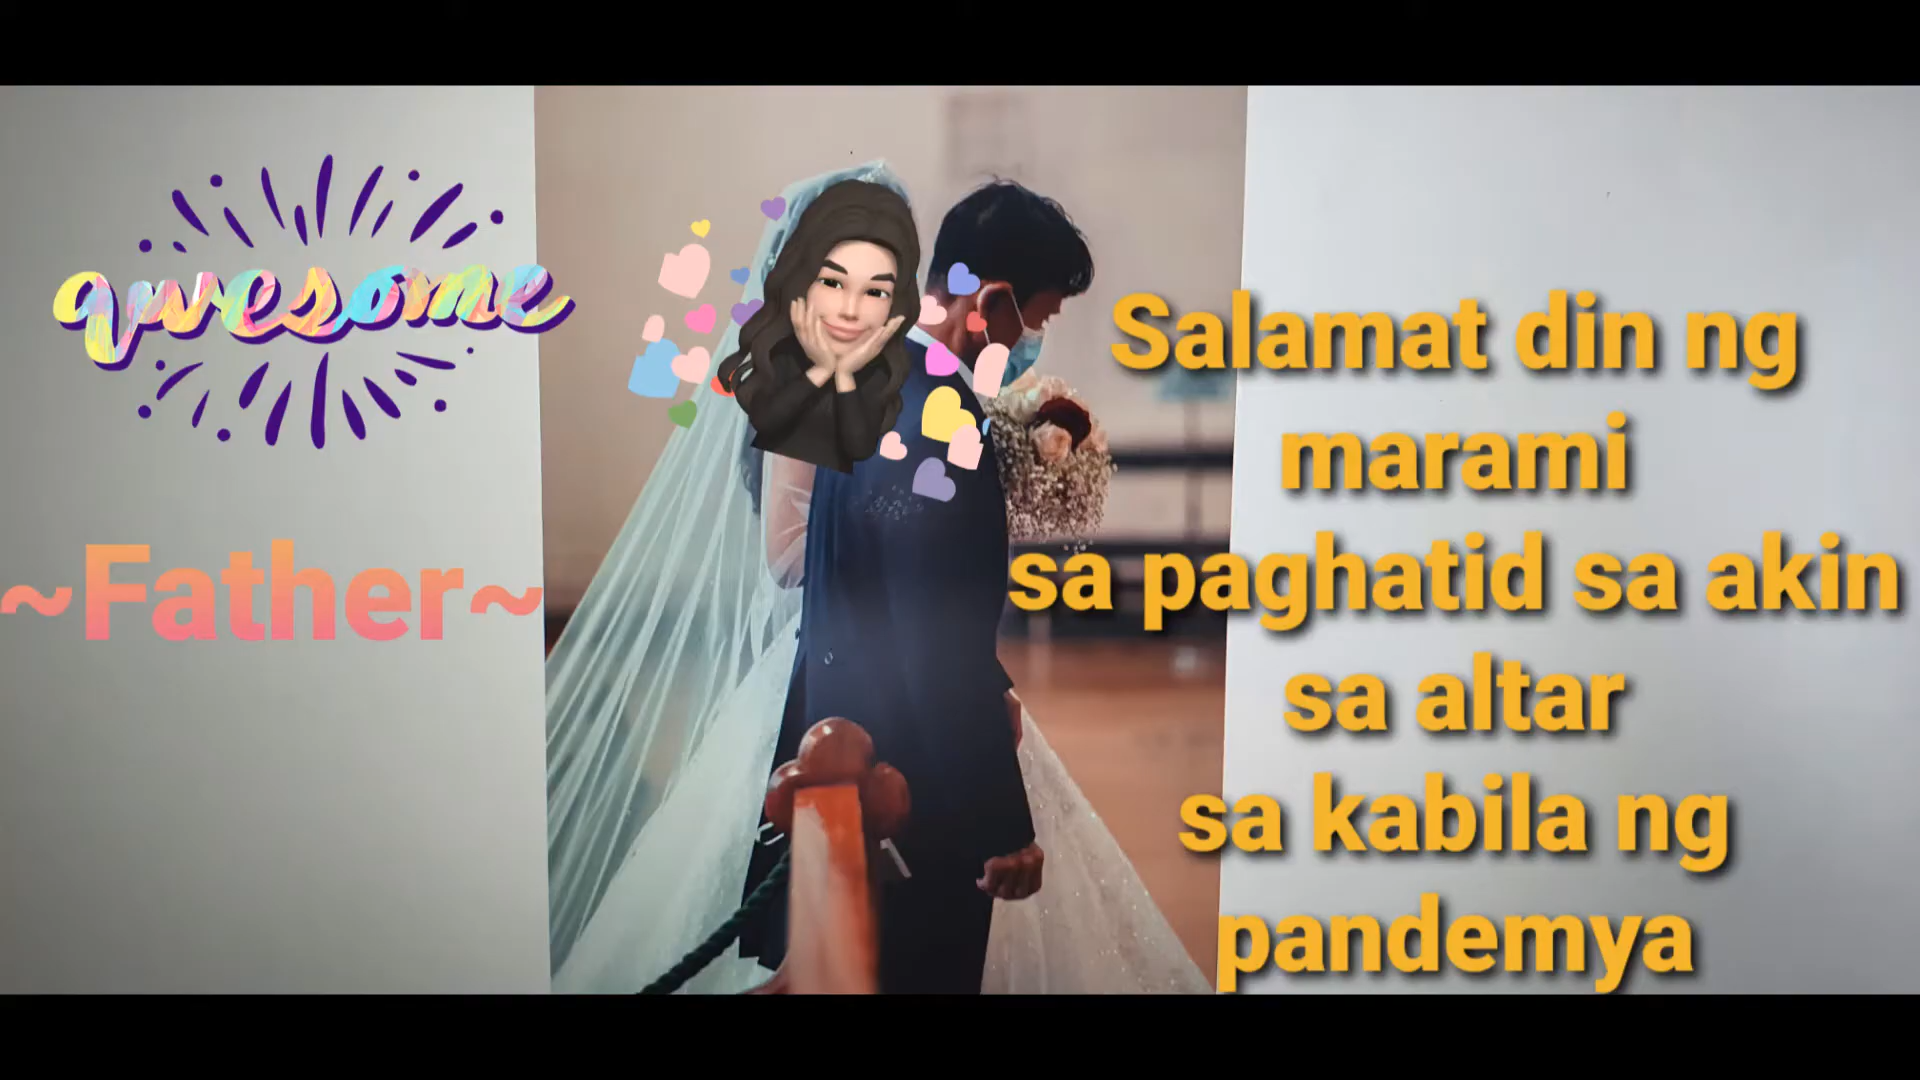 awesome
~Father~
Salamat din ng
marami
sa paghatid sa akin
sa altar
sa kabila ng
pandemya